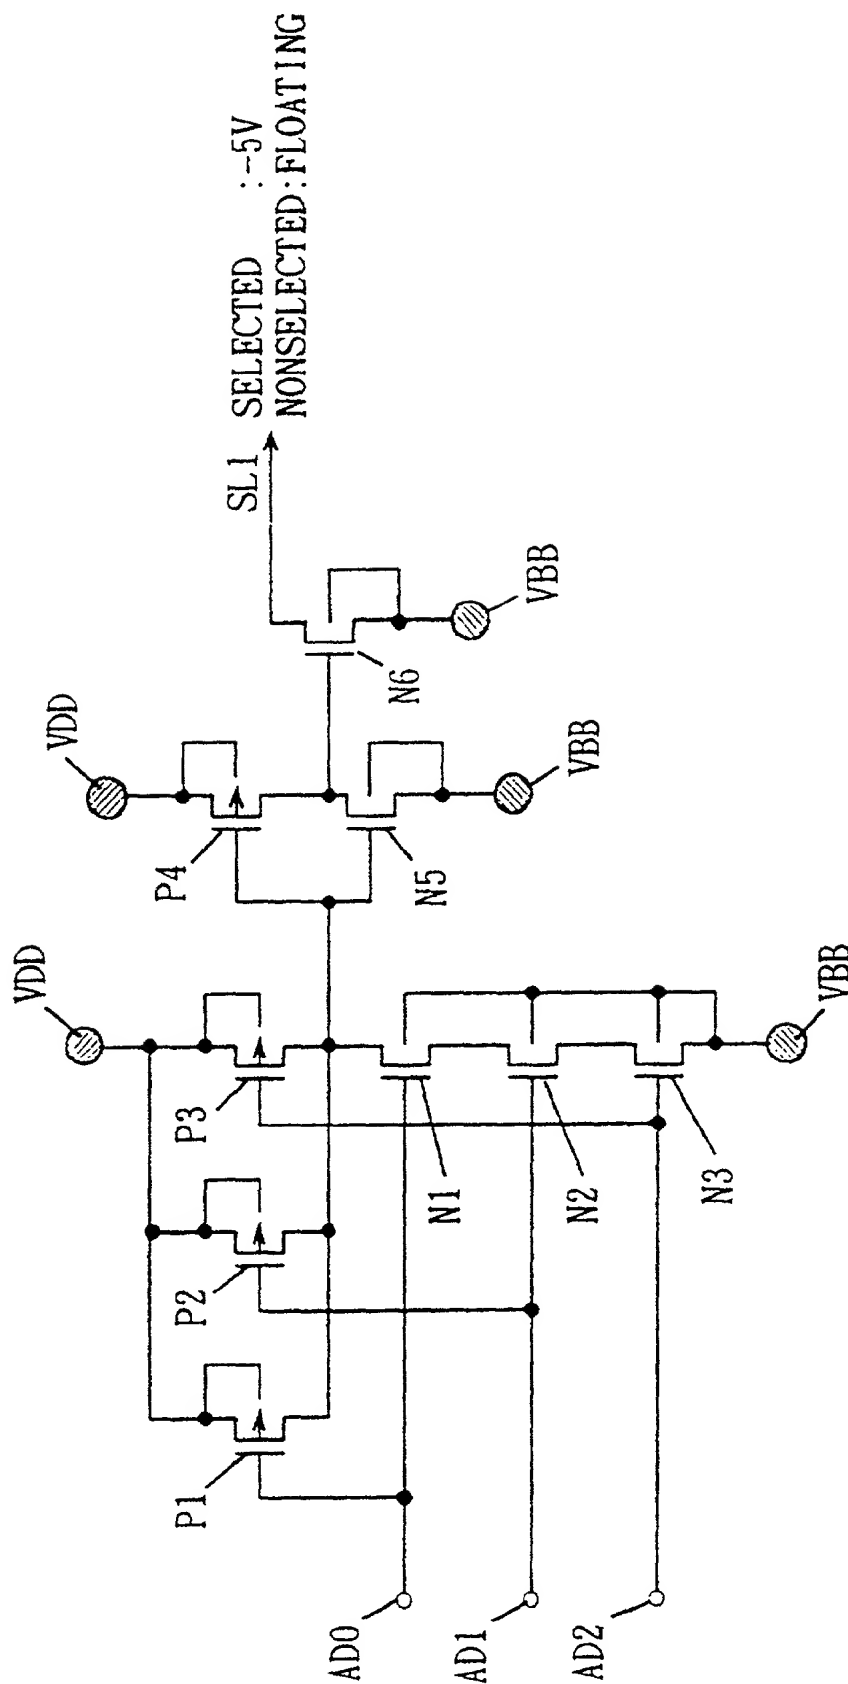 SELECTED :-5V
NONSELECTED:FLOATING
SL1
VDD
VDD
P1
P2
P3
P4
N6
VBB
N5
VBB
AD0
N1
AD1
N2
AD2
N3
VBB